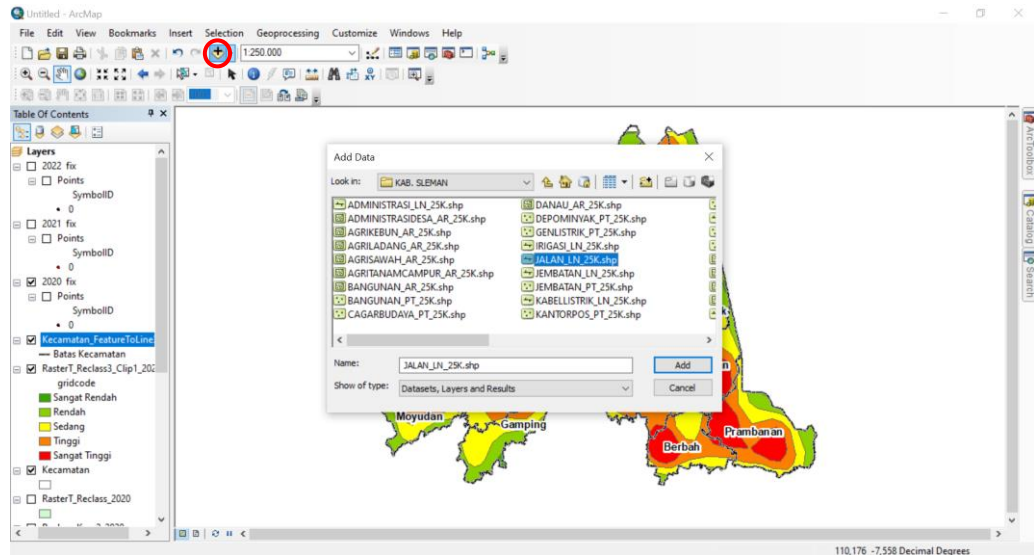 Untitled - ArcMap
File Edit View Bookmarks Insert Selection Geoprocessing Customize Windows Help
1:250.000
Table Of Contents
Layers
2022 fix
Points
SymbolID
0
2021 fix
Points
SymbolID
0
2020 fix
Points
SymbolID
0
Kecamatan_FeatureToLine
Batas Kecamatan
RasterT_Reclass3_Clip1_202
gridcode
Sangat Rendah
Rendah
Sedang
Tinggi
Sangat Tinggi
Kecamatan
RasterT_Reclass_2020
Add Data
Look in: KAB. SLEMAN
ADMINISTRASI_LN_25K.shp
ADMINISTRASIDESA_AR_25K.shp
AGRIKEBUN_AR_25K.shp
AGRILADANG_AR_25K.shp
AGRISAWAH_AR_25K.shp
AGRITANAMCAMPUR_AR_25K.shp
BANGUNAN_AR_25K.shp
BANGUNAN_PT_25K.shp
CAGARBUDAYA_PT_25K.shp
DANAU_AR_25K.shp
DEPOMINYAK_PT_25K.shp
GENLISTRIK_PT_25K.shp
IRIGASI_LN_25K.shp
JALAN_LN_25K.shp
JEMBATAN_LN_25K.shp
JEMBATAN_PT_25K.shp
KABELLISTRIK_LN_25K.shp
KANTORPOS_PT_25K.shp
Name: JALAN_LN_25K.shp
Add
Show of type: Datasets, Layers and Results
Cancel
Moyudan
Gamping
Berbah
Prambanan
ArcToolbox
Catalog
Search
110,176 -7,558 Decimal Degrees